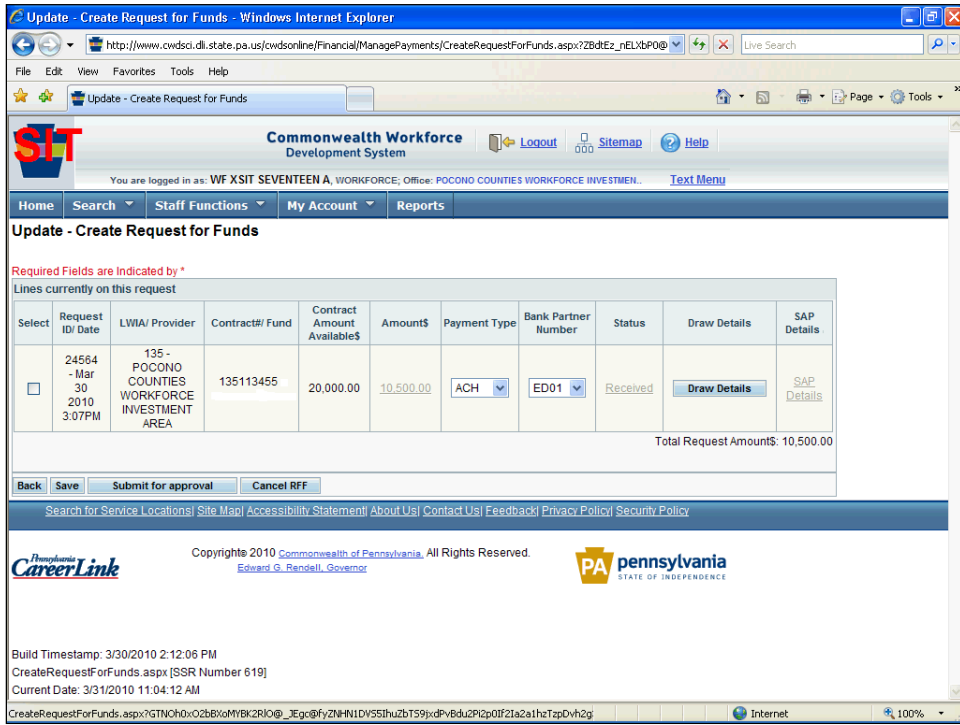 Update - Create Request for Funds - Windows Internet Explorer
http://www.cwdsci.dli.state.pa.us/cwdsonline/Financial/ManagePayments/CreateRequestForFunds.aspx?ZBdtEz_nELXbP0@
Live Search
File Edit View Favorites Tools Help
Update - Create Request for Funds
Page Tools
SIT
Commonwealth Workforce
Development System
Logout Sitemap Help
You are logged in as: WF XSIT SEVENTEEN A, WORKFORCE; Office: POCONO COUNTIES WORKFORCE INVESTMEN.. Text Menu
Home Search Staff Functions My Account Reports
Update - Create Request for Funds
Required Fields are Indicated by *
Lines currently on this request
Select Request ID/ Date LWIA/ Provider Contract#/ Fund Contract Amount Available$ Amount$ Payment Type Bank Partner Number Status Draw Details SAP Details
24564 - Mar 30 2010 3:07PM 135 - POCONO COUNTIES WORKFORCE INVESTMENT AREA 135113455 20,000.00 10,500.00 ACH ED01 Received Draw Details SAP Details
Total Request Amount$: 10,500.00
Back Save Submit for approval Cancel RFF
Search for Service Locations| Site Map| Accessibility Statement| About Us| Contact Us| Feedback| Privacy Policy| Security Policy
Pennsylvania
CareerLink
Copyright© 2010 Commonwealth of Pennsylvania. All Rights Reserved.
Edward G. Rendell, Governor
PA pennsylvania
STATE OF INDEPENDENCE
Build Timestamp: 3/30/2010 2:12:06 PM
CreateRequestForFunds.aspx [SSR Number 619]
Current Date: 3/31/2010 11:04:12 AM
Internet 100%